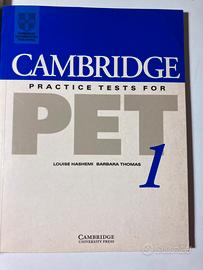 CAMBRIDGE
PRACTICE TESTS FOR
PET
LOUISE HASHEMI BARBARA THOMAS
1
CAMBRIDGE
UNIVERSITY PRESS